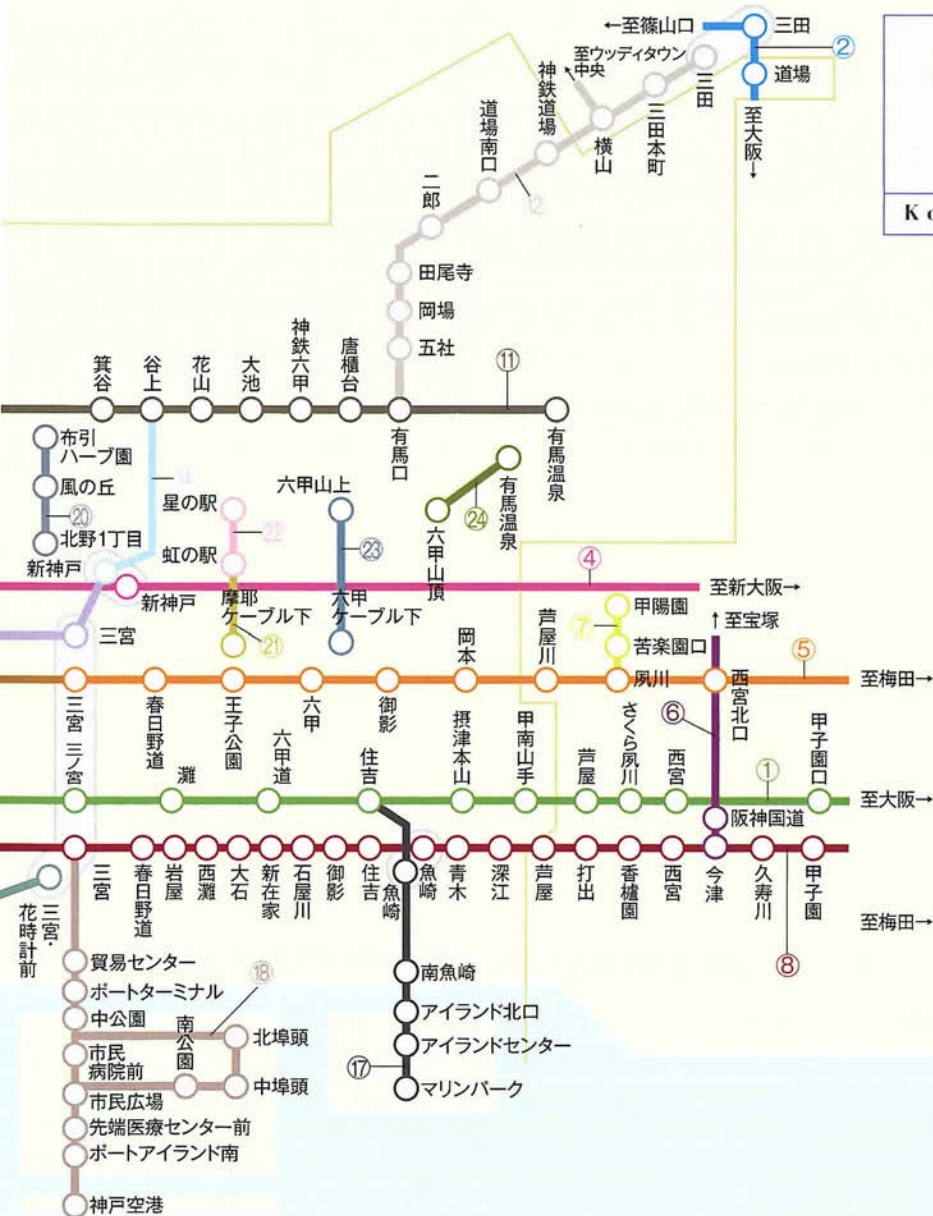 ←至篠山口
三田
②
道場
至大阪↓
至ウッディタウン中央
三田
三田本町
横山
神鉄道場
道場南口
二郎
12
田尾寺
岡場
五社
K o
箕谷
谷上
花山
大池
神鉄六甲
唐櫃台
有馬口
⑪
有馬温泉
布引
ハーブ園
風の丘
⑳
北野1丁目
星の駅
㉒
虹の駅
六甲山上
㉓
有馬温泉
㉔
六甲山頂
新神戸
新神戸
④
至新大阪→
摩耶
ケーブル下
㉑
六甲
ケーブル下
甲陽園
⑦
苦楽園口
↑至宝塚
三宮
三宮
春日野道
王子公園
六甲
御影
岡本
芦屋川
夙川
西宮北口
⑤
至梅田→
⑥
三ノ宮
灘
六甲道
住吉
摂津本山
甲南山手
芦屋
さくら夙川
西宮
①
甲子園口
至大阪→
阪神国道
三宮
春日野道
岩屋
西灘
大石
新在家
石屋川
御影
住吉
魚崎
魚崎
青木
深江
芦屋
打出
香櫨園
西宮
今津
久寿川
甲子園
⑧
至梅田→
三宮・
花時計前
貿易センター
ポートターミナル
中公園
⑱
南公園
北埠頭
市民
病院前
中埠頭
市民広場
先端医療センター前
ポートアイランド南
神戸空港
南魚崎
アイランド北口
アイランドセンター
⑰
マリンパーク